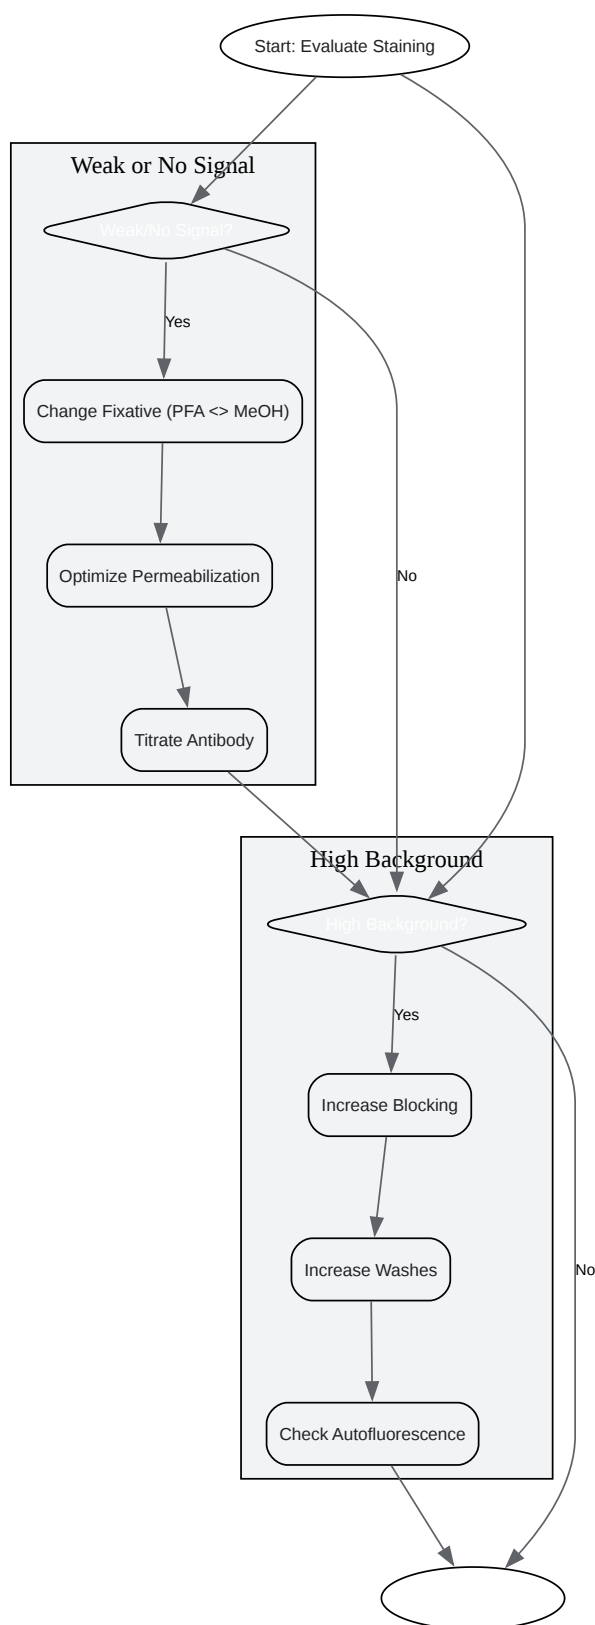 Start: Evaluate Staining
Weak or No Signal
Weak/No Signal?
Yes
Change Fixative (PFA <> MeOH)
No
Optimize Permeabilization
Titrate Antibody
High Background
High Background?
Yes
Increase Blocking
Increase Washes
No
Check Autofluorescence